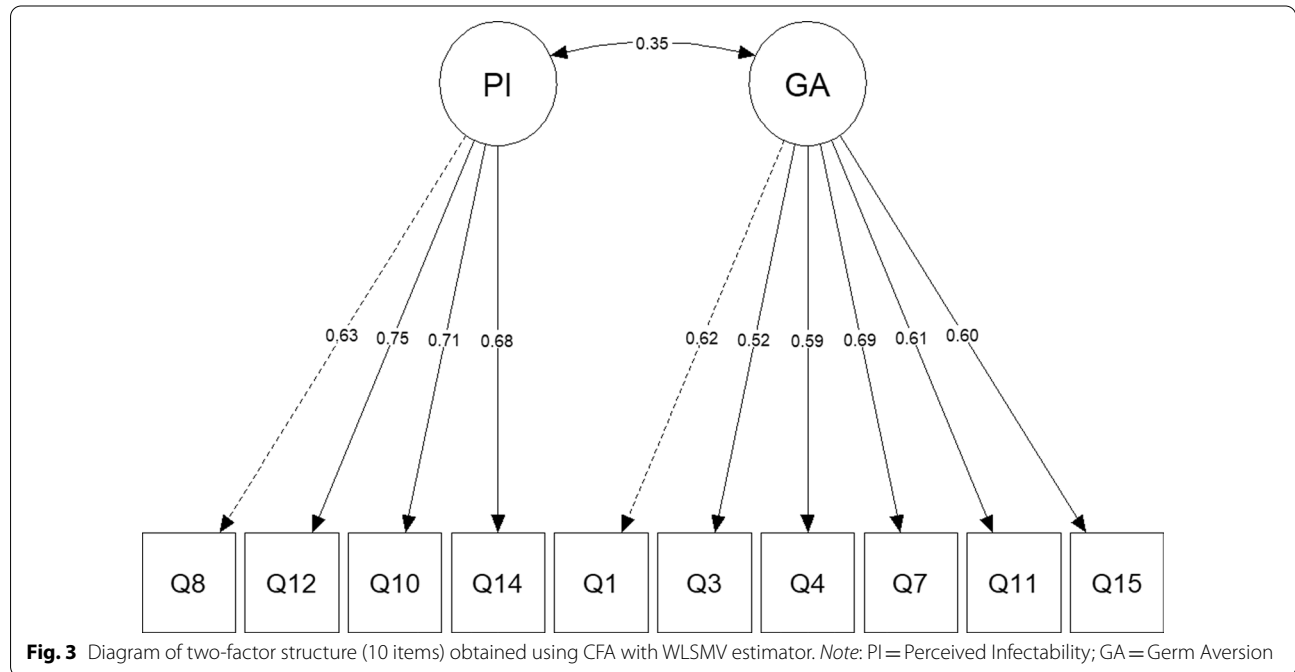 0.35
PI GA
0.63 0.75 0.71 0.68 0.62 0.52 0.59 0.69 0.61 0.60
Q8 Q12 Q10 Q14 Q1 Q3 Q4 Q7 Q11 Q15
Fig. 3 Diagram of two-factor structure (10 items) obtained using CFA with WLSMV estimator. Note: PI = Perceived Infectability; GA = Germ Aversion